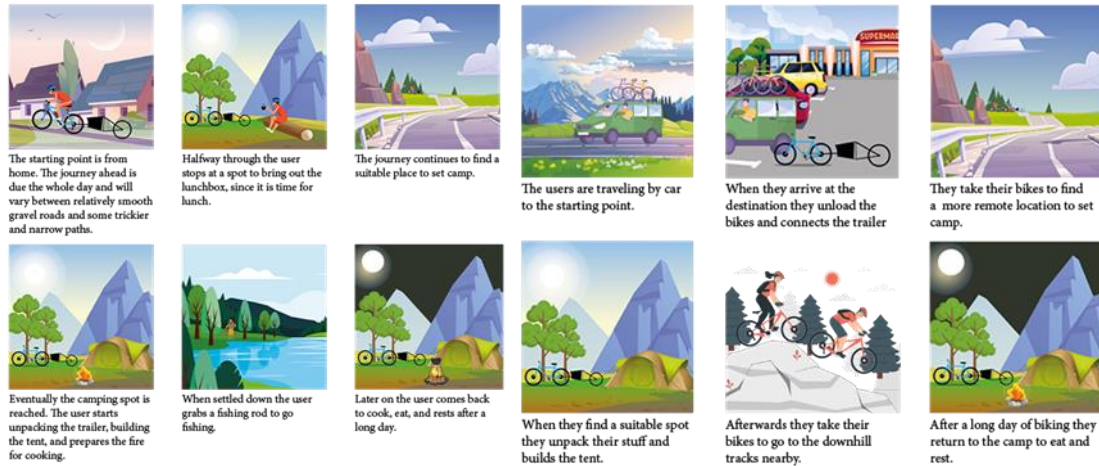 The starting point is from
home. The journey ahead is
due the whole day and will
vary between relatively smooth
gravel roads and some trickier
and narrow paths.
Halfway through the user
stops at a spot to bring out the
lunchbox, since it is time for
lunch.
The journey continues to find a
suitable place to set camp.
The users are traveling by car
to the starting point.
SUPERMAR
When they arrive at the
destination they unload the
bikes and connects the trailer
They take their bikes to find
a more remote location to set
camp.
Eventually the camping spot is
reached. The user starts
unpacking the trailer, building
the tent, and prepares the fire
for cooking.
When settled down the user
grabs a fishing rod to go
fishing.
Later on the user comes back
to cook, eat, and rests after a
long day.
When they find a suitable spot
they unpack their stuff and
builds the tent.
Afterwards they take their
bikes to go to the downhill
tracks nearby.
After a long day of biking they
return to the camp to eat and
rest.